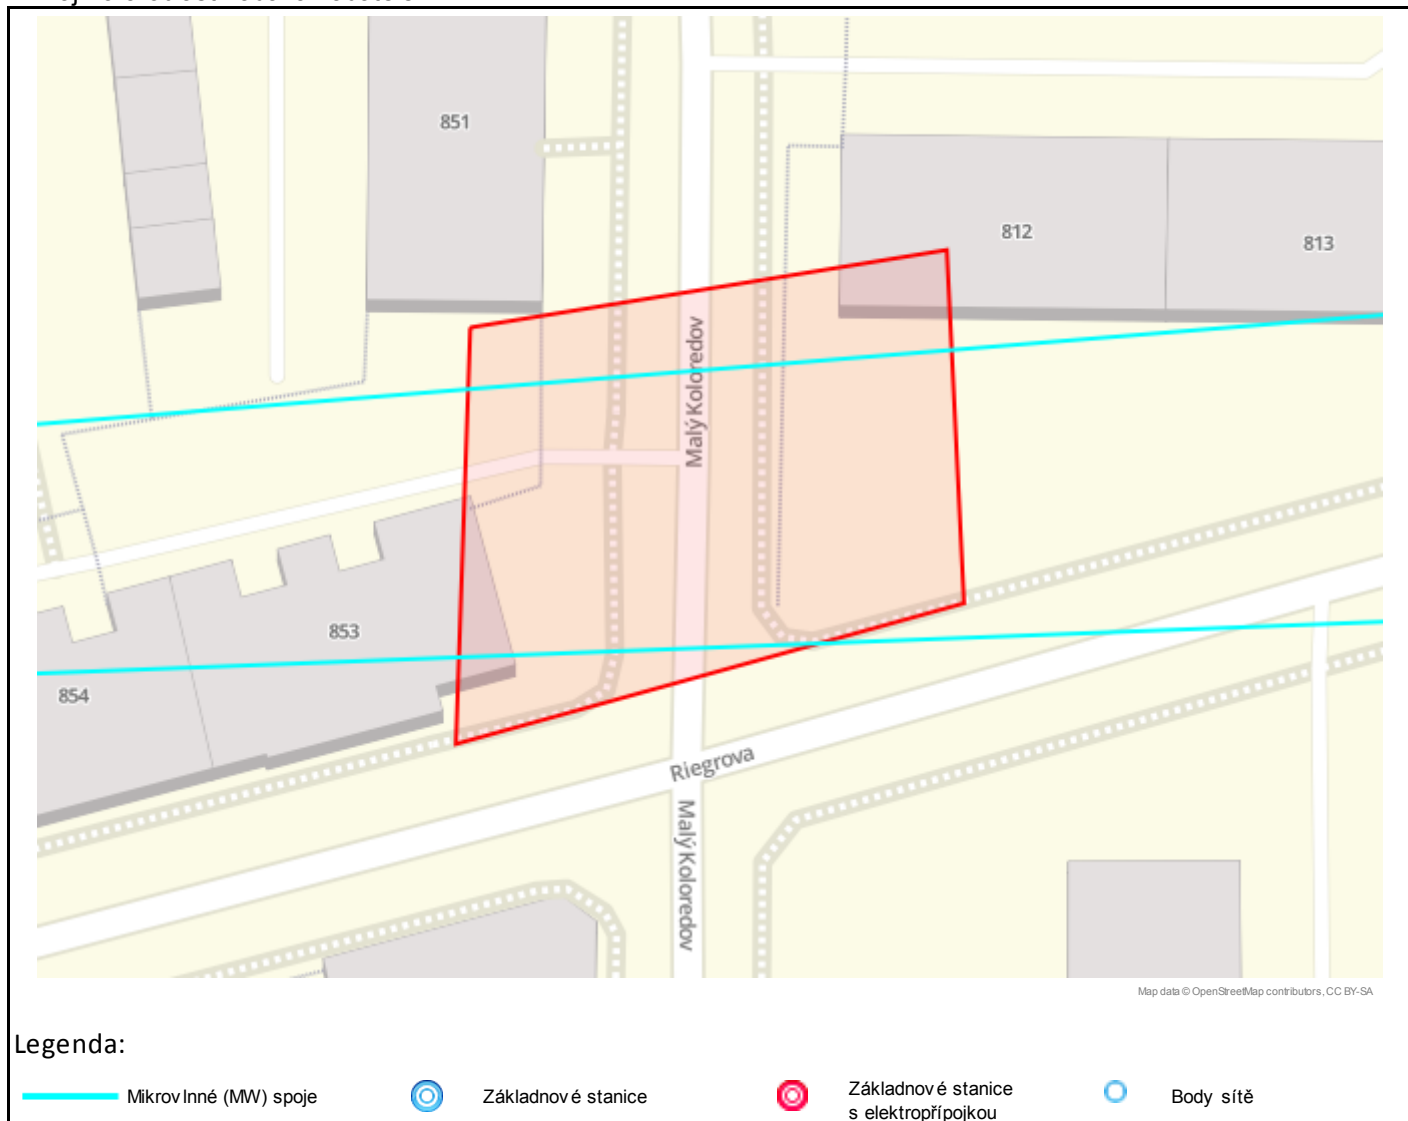 851
812
813
Malý Koloredov
853
854
Riegrova
Malý Koloredov
Map data © OpenStreetMap contributors, CC BY-SA
Legenda:
Mikrovlnné (MW) spoje
Základnové stanice
Základnové stanice
s elektropřípojkou
Body sítě